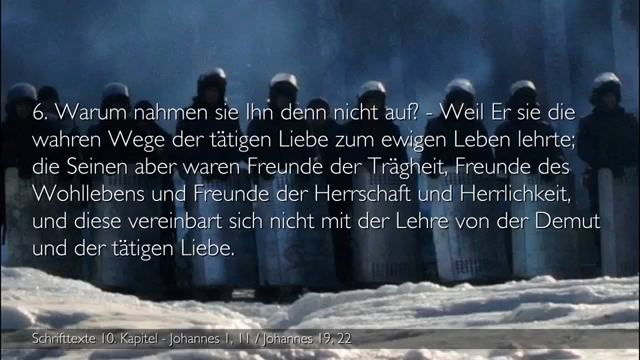 6. Warum nahmen sie Ihn denn nicht auf? - Weil Er sie die
wahren Wege der tätigen Liebe zum ewigen Leben lehrte;
die Seinen aber waren Freunde der Trägheit, Freunde des
Wohllebens und Freunde der Herrschaft und Herrlichkeit,
und diese vereinbart sich nicht mit der Lehre von der Demut
und der tätigen Liebe.
Schrifttexte 10. Kapitel - Johannes 1, 11 / Johannes 19, 22